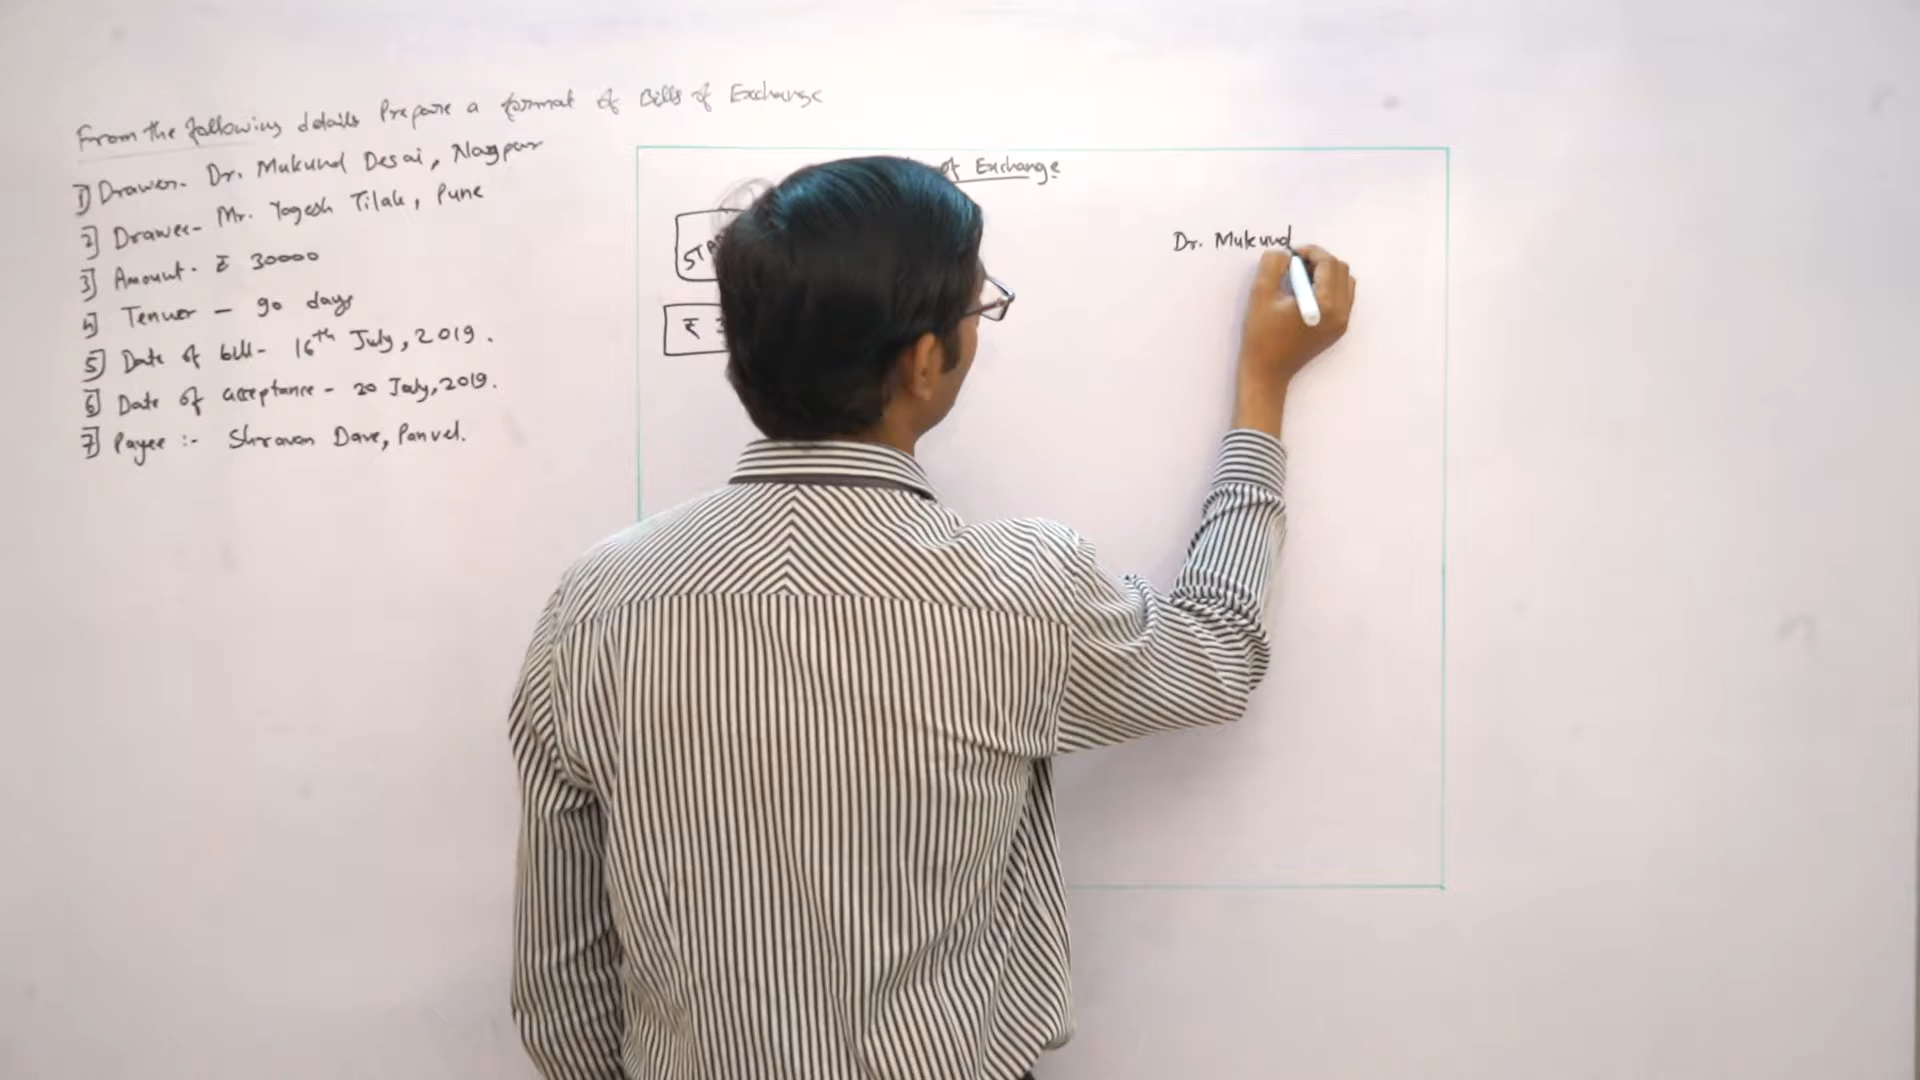 From the following details Prepare a format of Bills of Exchange
1] Drawer- Dr. Mukund Desai, Nagpur
2] Drawee- Mr. Yogesh Tilak, Pune
3] Amount- ₹ 30000
4] Tenure - 90 days
5] Date of bill- 16th July, 2019.
6] Date of acceptance - 20 July, 2019.
7] Payee :- Shravan Dave, Panvel.
of Exchange
STA
Dr. Mukund
₹ 3